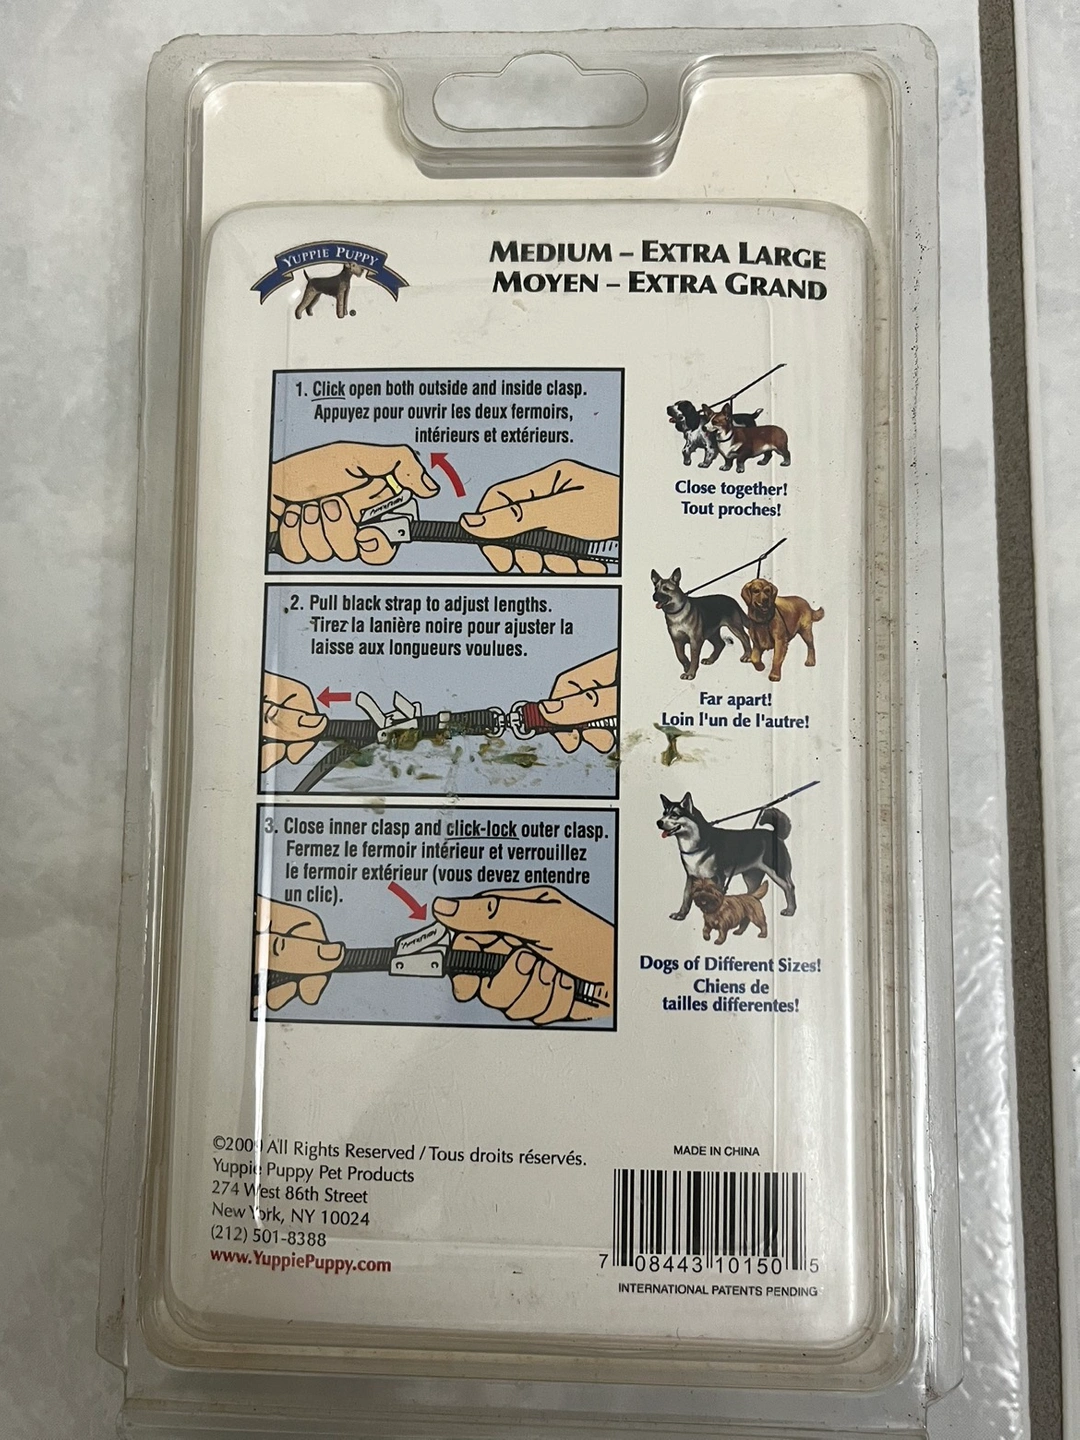 YUPPIE PUPPY
®
MEDIUM – EXTRA LARGE
MOYEN – EXTRA GRAND
1. Click open both outside and inside clasp.
Appuyez pour ouvrir les deux fermoirs,
intérieurs et extérieurs.
2. Pull black strap to adjust lengths.
Tirez la lanière noire pour ajuster la
laisse aux longueurs voulues.
3. Close inner clasp and click-lock outer clasp.
Fermez le fermoir intérieur et verrouillez
le fermoir extérieur (vous devez entendre
un clic).
Close together!
Tout proches!
Far apart!
Loin l'un de l'autre!
Dogs of Different Sizes!
Chiens de
tailles differentes!
©2009 All Rights Reserved / Tous droits réservés.
Yuppie Puppy Pet Products
274 West 86th Street
New York, NY 10024
(212) 501-8388
www.YuppiePuppy.com
MADE IN CHINA
7 08443 10150 5
INTERNATIONAL PATENTS PENDING